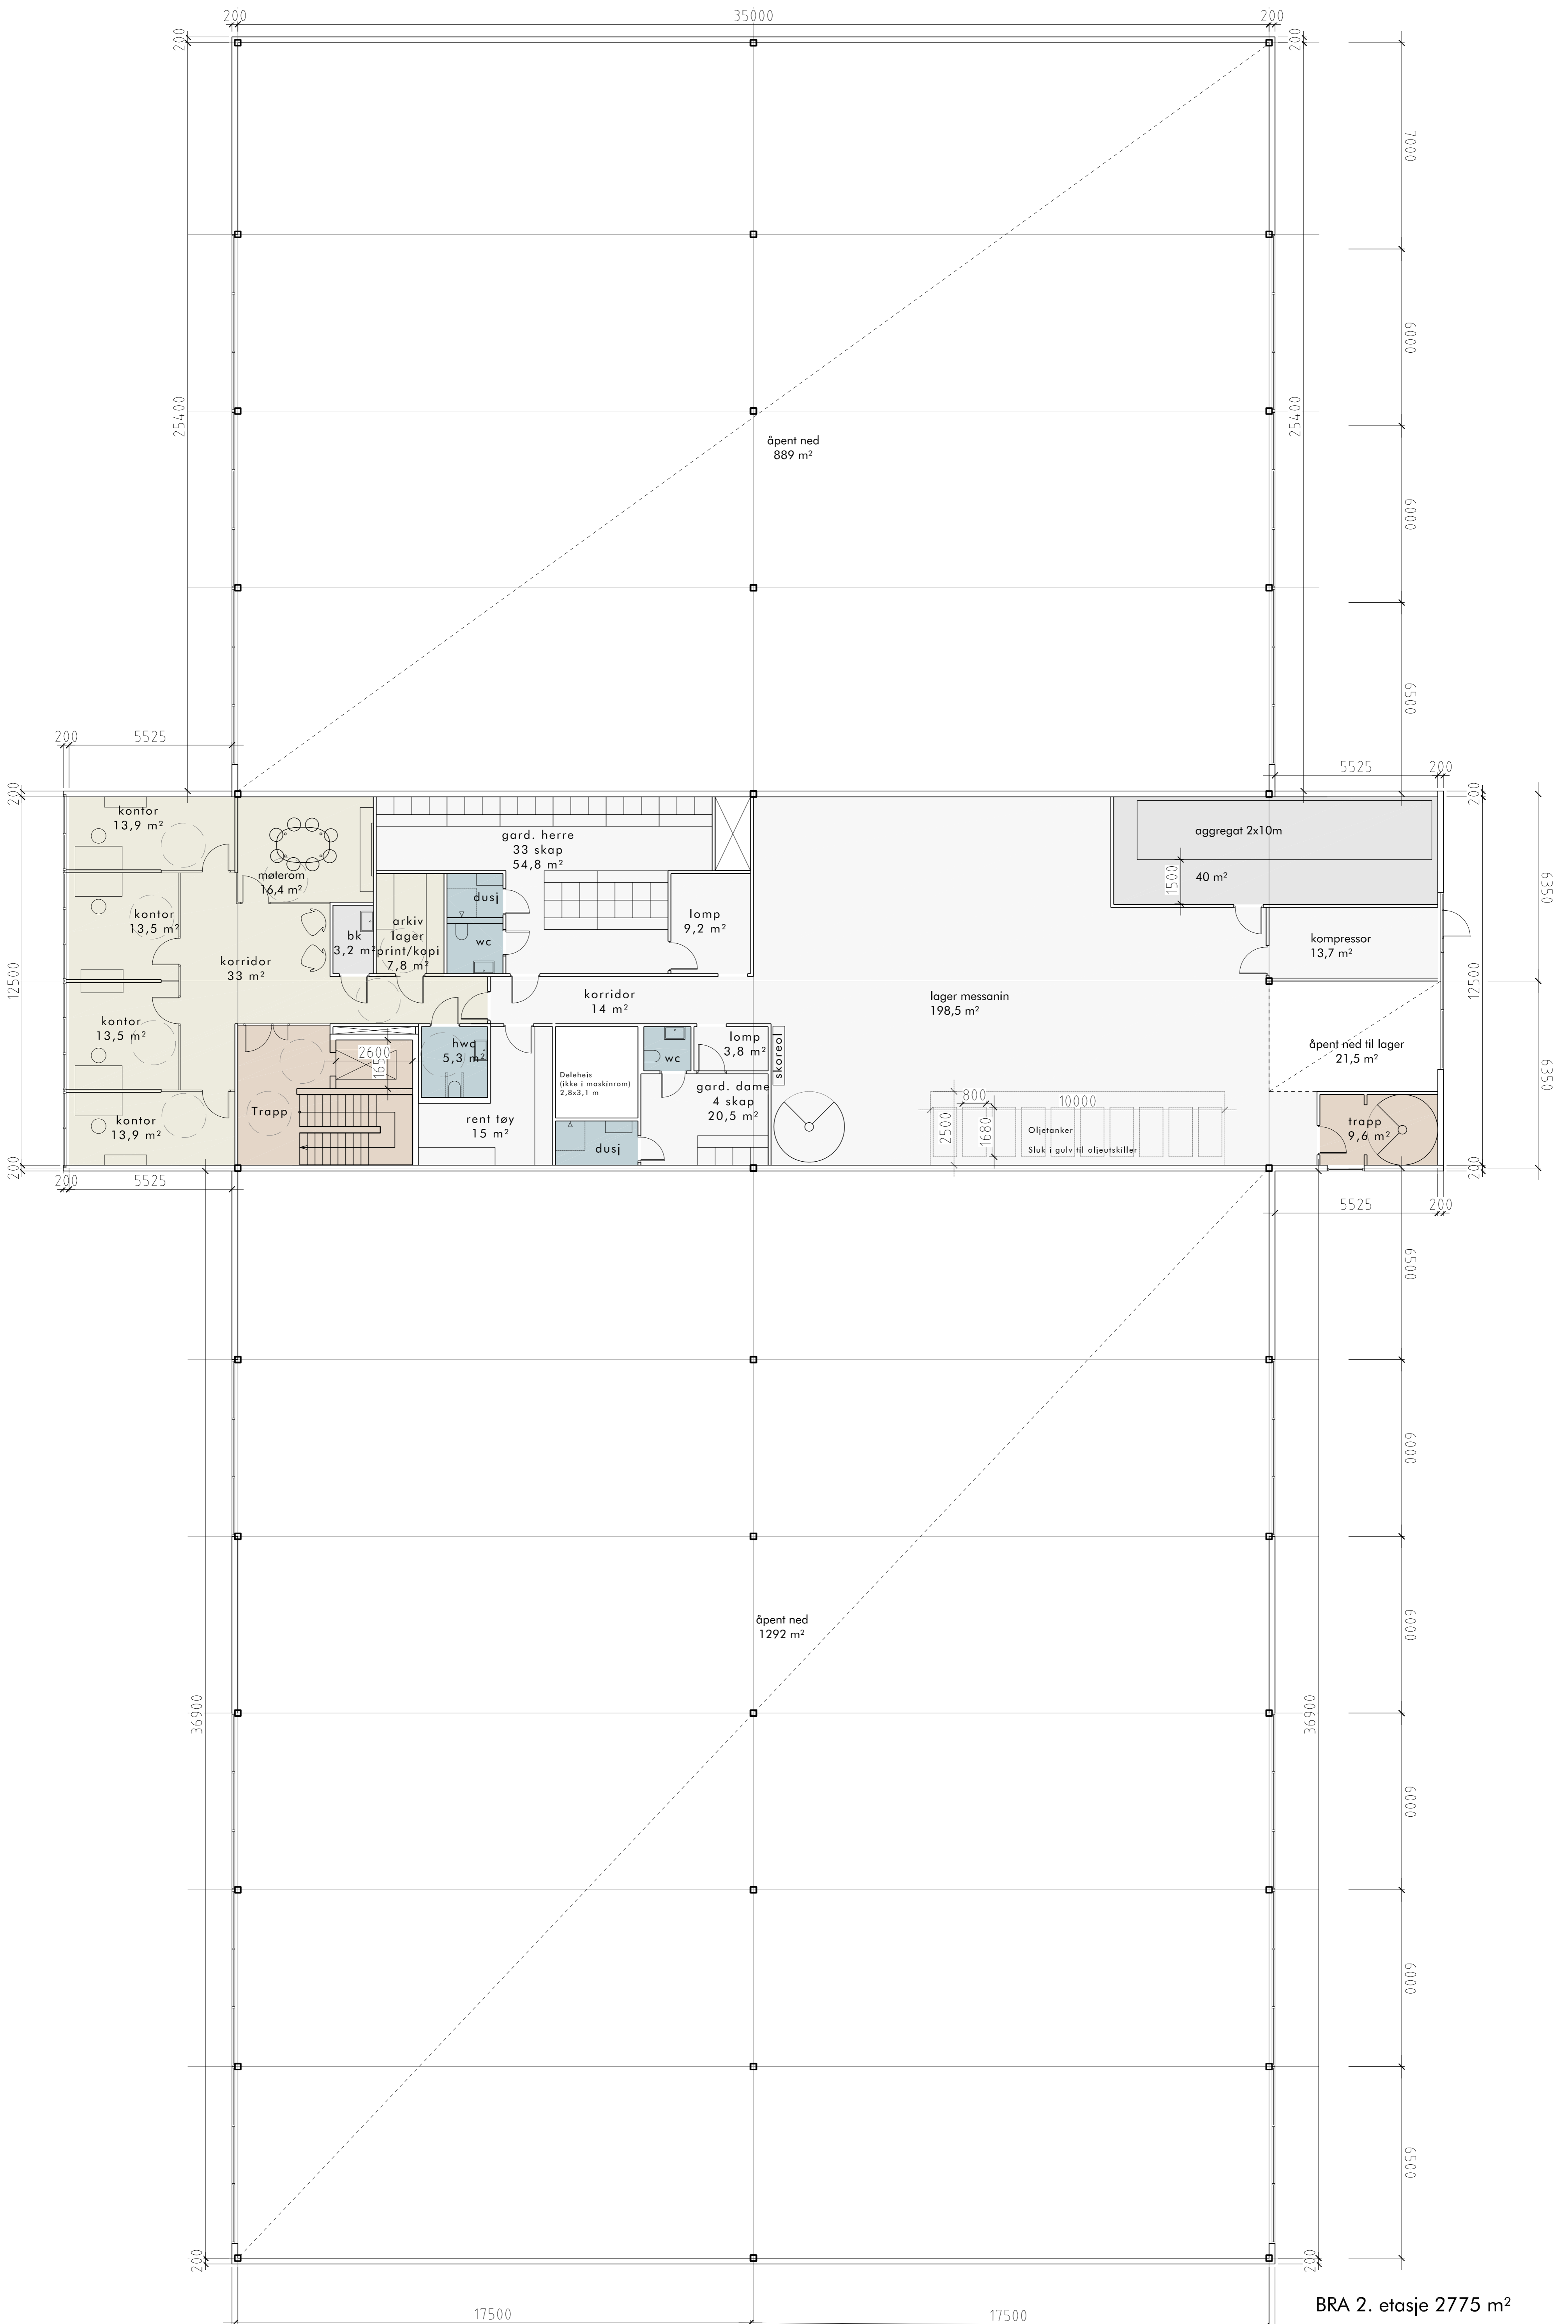 200
35000
200
200
200
7000
6000
25400
25400
åpent ned
889 m²
6000
6500
200
5525
5525
200
200
200
200
kontor
13,9 m²
møterom
16,4 m²
gard. herre
33 skap
54,8 m²
aggregat 2x10m
40 m²
1500
6350
kontor
13,5 m²
bk
3,2 m²
arkiv
lager
print/kopi
7,8 m²
dusj
wc
lomp
9,2 m²
kompressor
13,7 m²
korridor
33 m²
12500
12500
korridor
14 m²
lager messanin
198,5 m²
kontor
13,5 m²
2600
1650
hwc
5,3 m²
wc
lomp
3,8 m²
skoreol
åpent ned til lager
21,5 m²
6350
Deleheis
(ikke i maskinrom)
2,8x3,1 m
gard. dame
4 skap
20,5 m²
Trapp
kontor
13,9 m²
rent tøy
15 m²
dusj
800
10000
2500
1680
Oljetanker
Sluk i gulv til oljeutskiller
trapp
9,6 m²
200
200
200
5525
5525
200
6500
6000
åpent ned
1292 m²
6000
36900
36900
6000
6000
6500
200
200
17500
17500
BRA 2. etasje 2775 m²